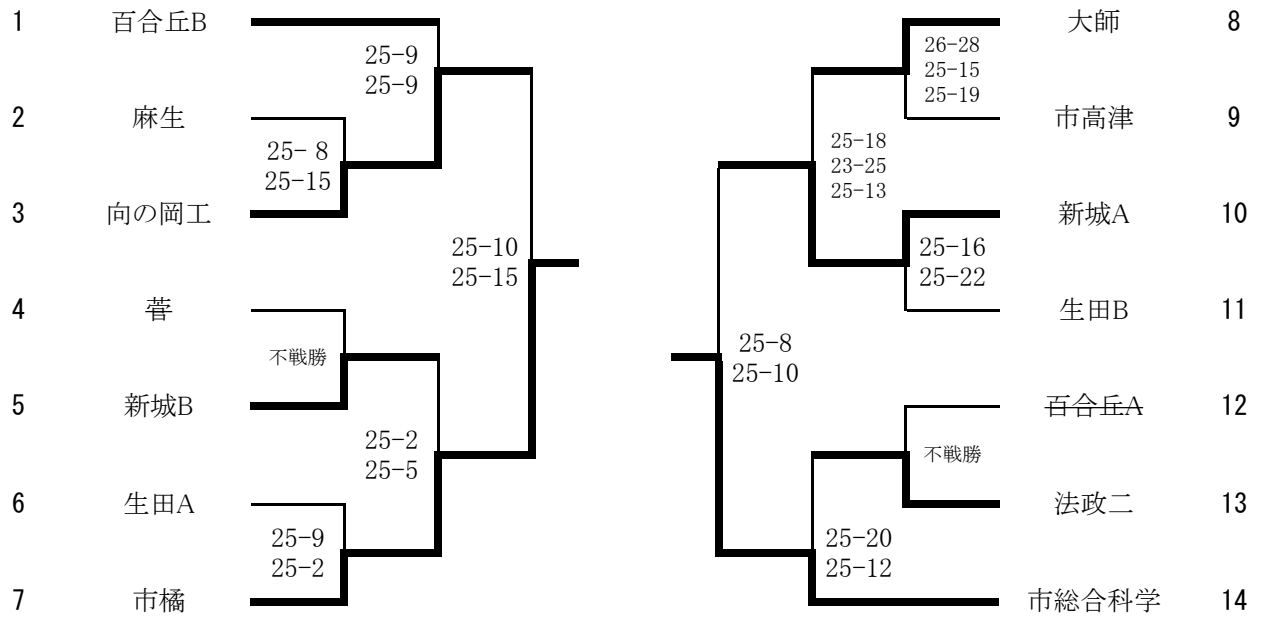 1 百合丘B
25-9
25-9
2 麻生
25- 8
25-15
3 向の岡工
25-10
25-15
4 菅
不戦勝
5 新城B
25-2
25-5
6 生田A
25-9
25-2
7 市橘
大師 8
26-28
25-15
25-19
市高津 9
25-18
23-25
25-13
新城A 10
25-16
25-22
生田B 11
25-8
25-10
百合丘A 12
不戦勝
法政二 13
25-20
25-12
市総合科学 14